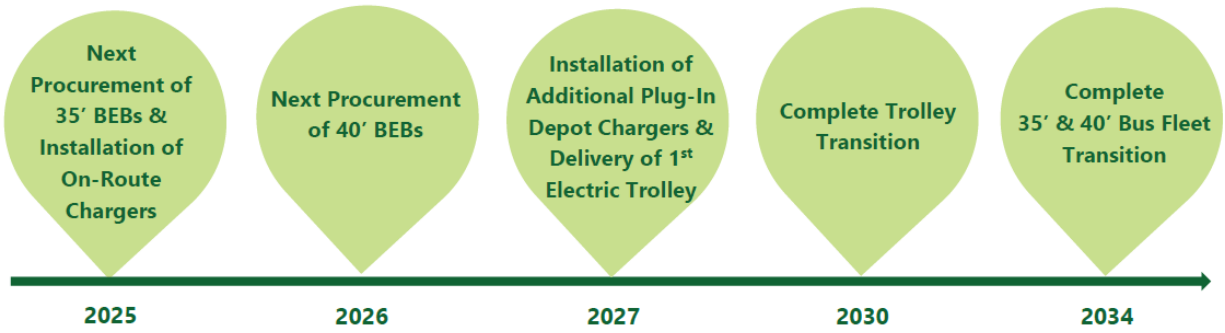 Next
Procurement of
35’ BEBs &
Installation of
On-Route
Chargers
Next Procurement
of 40’ BEBs
Installation of
Additional Plug-In
Depot Chargers &
Delivery of 1st
Electric Trolley
Complete Trolley
Transition
Complete
35’ & 40’ Bus Fleet
Transition
2025
2026
2027
2030
2034